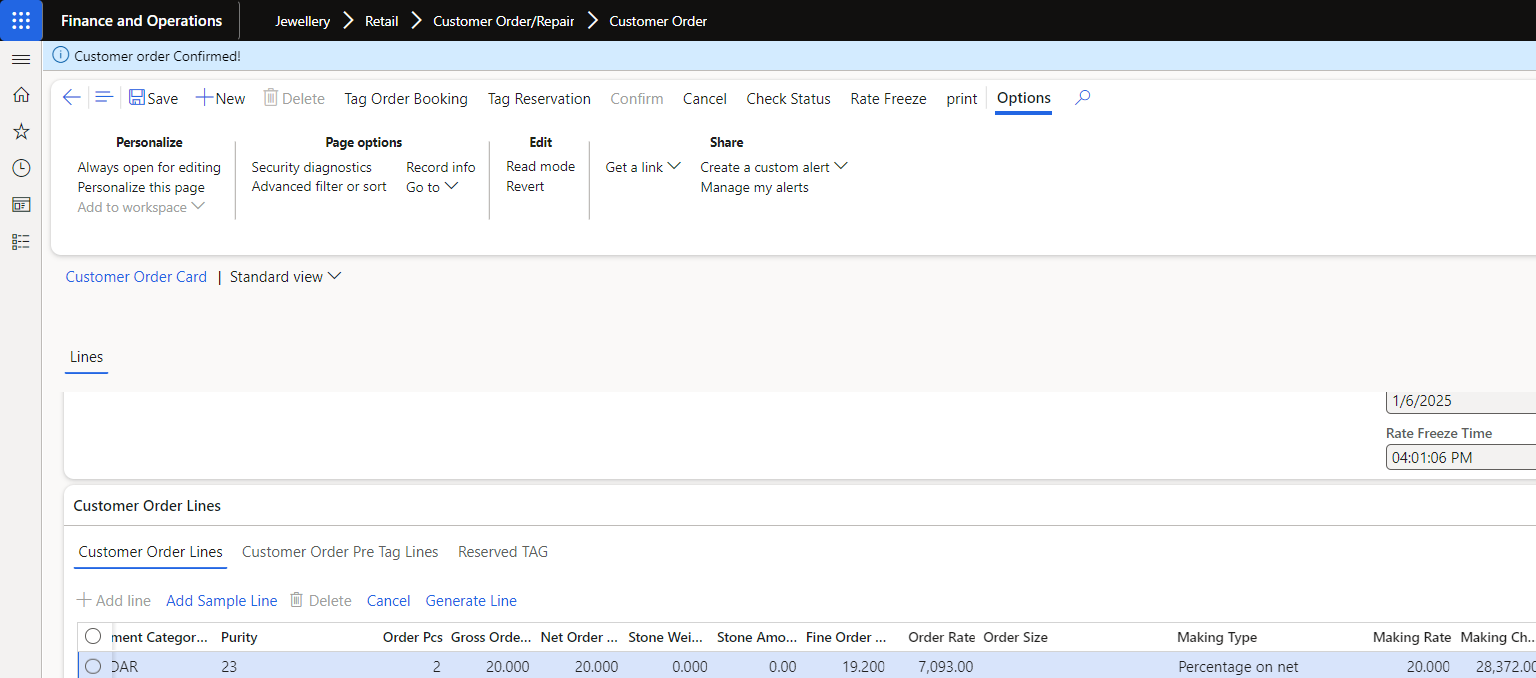 Finance and Operations Jewellery Retail Customer Order/Repair Customer Order
Customer order Confirmed!
Save New Delete Tag Order Booking Tag Reservation Confirm Cancel Check Status Rate Freeze print Options
Personalize Page options Edit Share
Always open for editing Security diagnostics Record info Read mode Get a link Create a custom alert
Personalize this page Advanced filter or sort Go to Revert Manage my alerts
Add to workspace
Customer Order Card | Standard view
Lines
1/6/2025
Rate Freeze Time
04:01:06 PM
Customer Order Lines
Customer Order Lines Customer Order Pre Tag Lines Reserved TAG
Add line Add Sample Line Delete Cancel Generate Line
ment Categor... Purity Order Pcs Gross Orde... Net Order ... Stone Wei... Stone Amo... Fine Order ... Order Rate Order Size Making Type Making Rate Making Ch...
DAR 23 2 20.000 20.000 0.000 0.00 19.200 7,093.00 Percentage on net 20.000 28,372.00